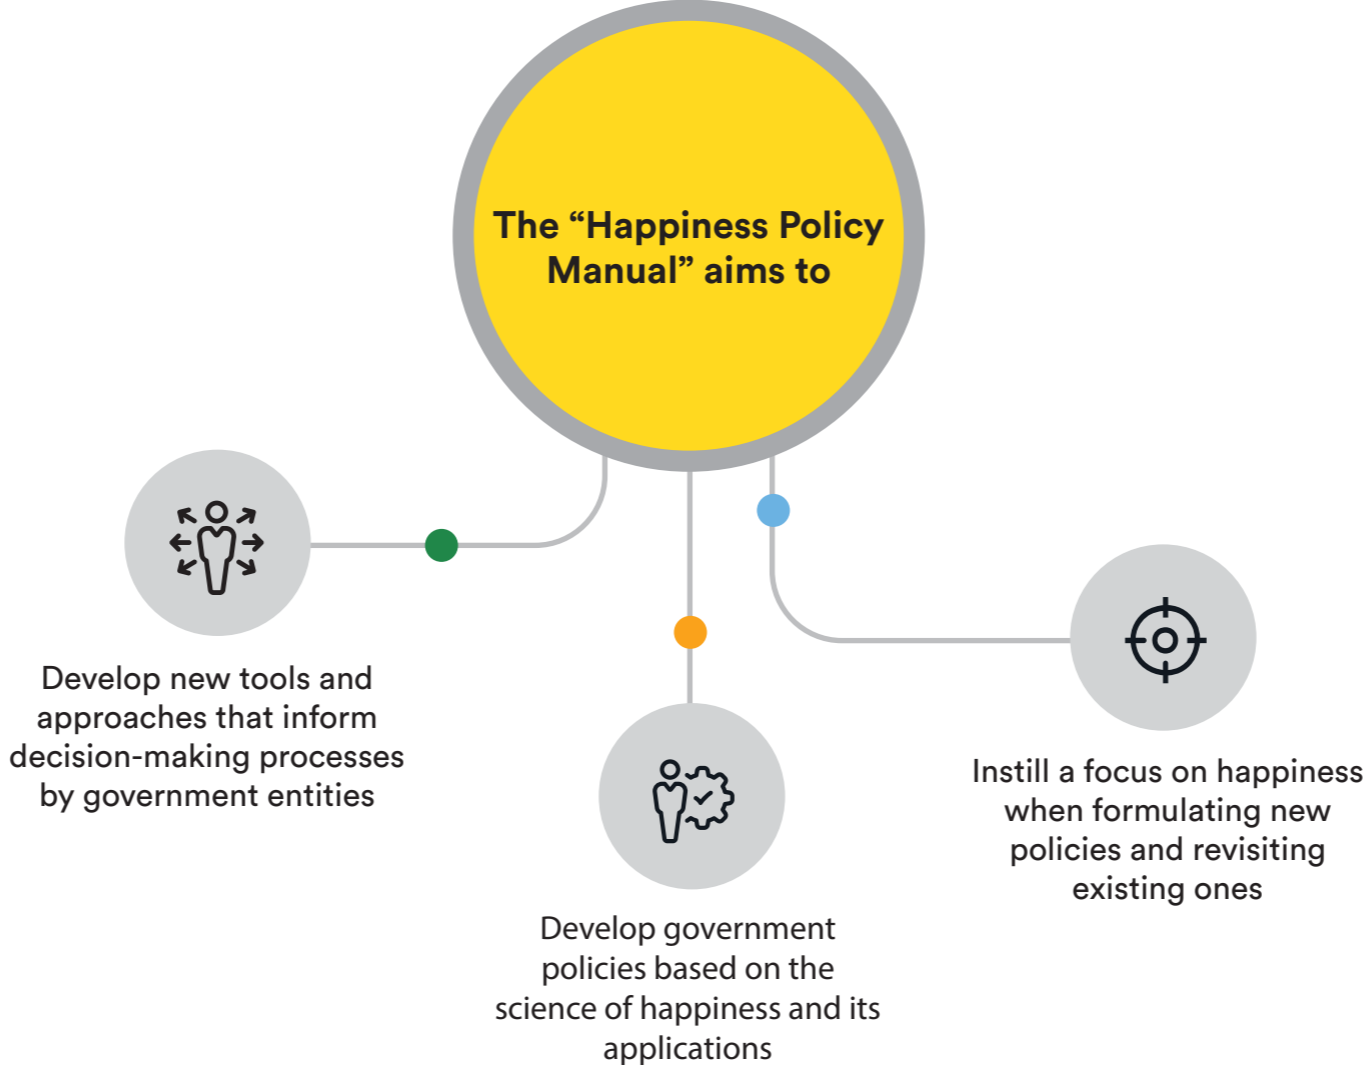 The “Happiness Policy
Manual” aims to
Develop new tools and
approaches that inform
decision-making processes
by government entities
Develop government
policies based on the
science of happiness and its
applications
Instill a focus on happiness
when formulating new
policies and revisiting
existing ones